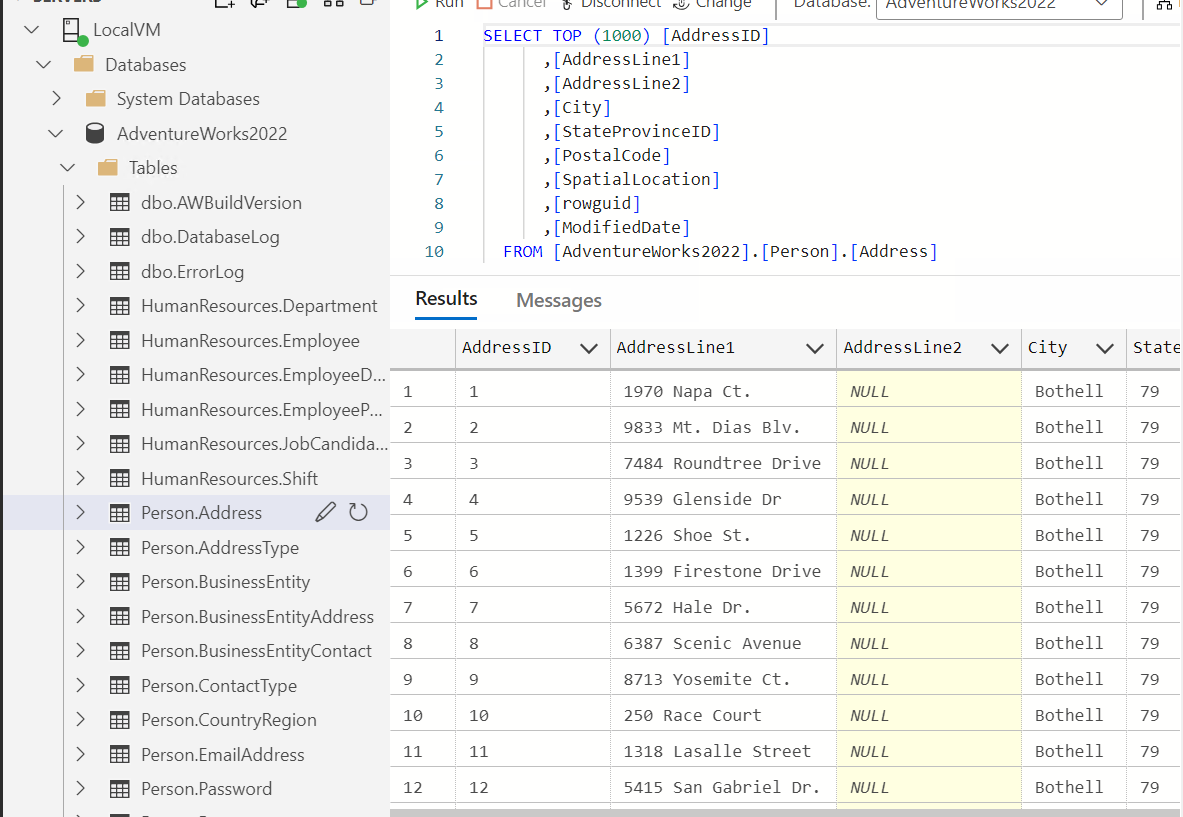 SERVERS
LocalVM
Databases
System Databases
AdventureWorks2022
Tables
dbo.AWBuildVersion
dbo.DatabaseLog
dbo.ErrorLog
HumanResources.Department
HumanResources.Employee
HumanResources.EmployeeD...
HumanResources.EmployeeP...
HumanResources.JobCandida...
HumanResources.Shift
Person.Address
Person.AddressType
Person.BusinessEntity
Person.BusinessEntityAddress
Person.BusinessEntityContact
Person.ContactType
Person.CountryRegion
Person.EmailAddress
Person.Password
Run Cancel Disconnect Change Database: AdventureWorks2022
1 SELECT TOP (1000) [AddressID]
2 ,[AddressLine1]
3 ,[AddressLine2]
4 ,[City]
5 ,[StateProvinceID]
6 ,[PostalCode]
7 ,[SpatialLocation]
8 ,[rowguid]
9 ,[ModifiedDate]
10 FROM [AdventureWorks2022].[Person].[Address]
Results Messages
AddressID AddressLine1 AddressLine2 City State
1 1 1970 Napa Ct. NULL Bothell 79
2 2 9833 Mt. Dias Blv. NULL Bothell 79
3 3 7484 Roundtree Drive NULL Bothell 79
4 4 9539 Glenside Dr NULL Bothell 79
5 5 1226 Shoe St. NULL Bothell 79
6 6 1399 Firestone Drive NULL Bothell 79
7 7 5672 Hale Dr. NULL Bothell 79
8 8 6387 Scenic Avenue NULL Bothell 79
9 9 8713 Yosemite Ct. NULL Bothell 79
10 10 250 Race Court NULL Bothell 79
11 11 1318 Lasalle Street NULL Bothell 79
12 12 5415 San Gabriel Dr. NULL Bothell 79